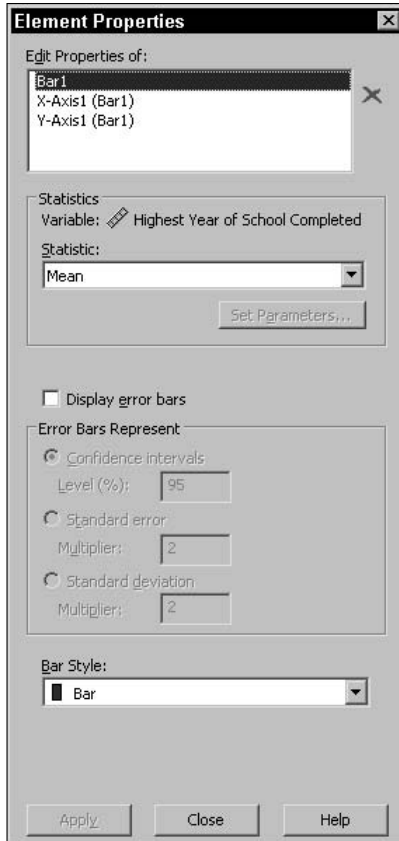 Element Properties
Edit Properties of:
Bar1
X-Axis1 (Bar1)
Y-Axis1 (Bar1)
Statistics
Variable: Highest Year of School Completed
Statistic:
Mean
Set Parameters...
Display error bars
Error Bars Represent
Confidence intervals
Level (%): 95
Standard error
Multiplier: 2
Standard deviation
Multiplier: 2
Bar Style:
Bar
Apply Close Help